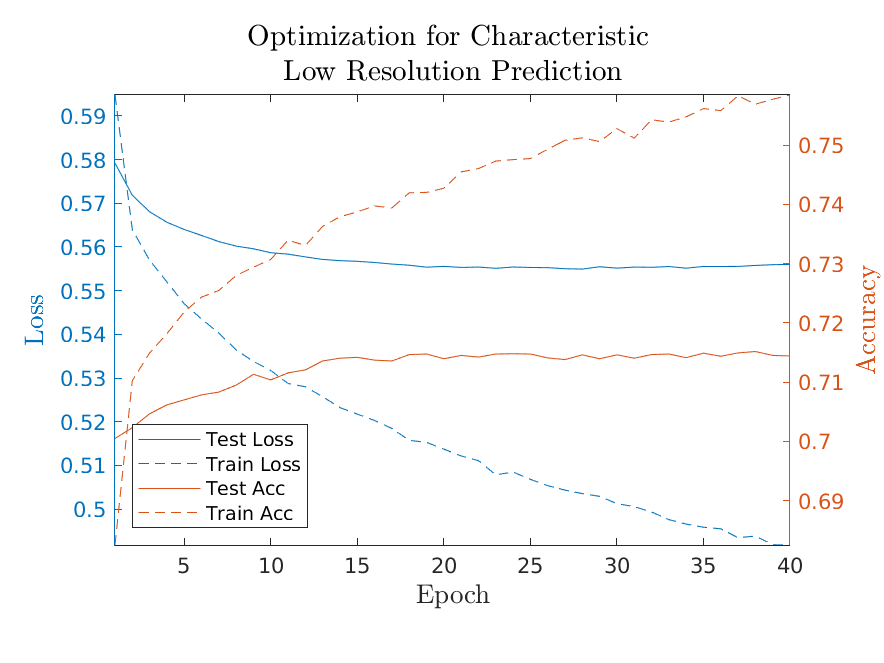 Optimization for Characteristic
Low Resolution Prediction
0.59
0.58
0.57
0.56
0.55
0.54
0.53
0.52
0.51
0.5
Loss
0.75
0.74
0.73
0.72
0.71
0.7
0.69
Accuracy
Test Loss
Train Loss
Test Acc
Train Acc
5 10 15 20 25 30 35 40
Epoch